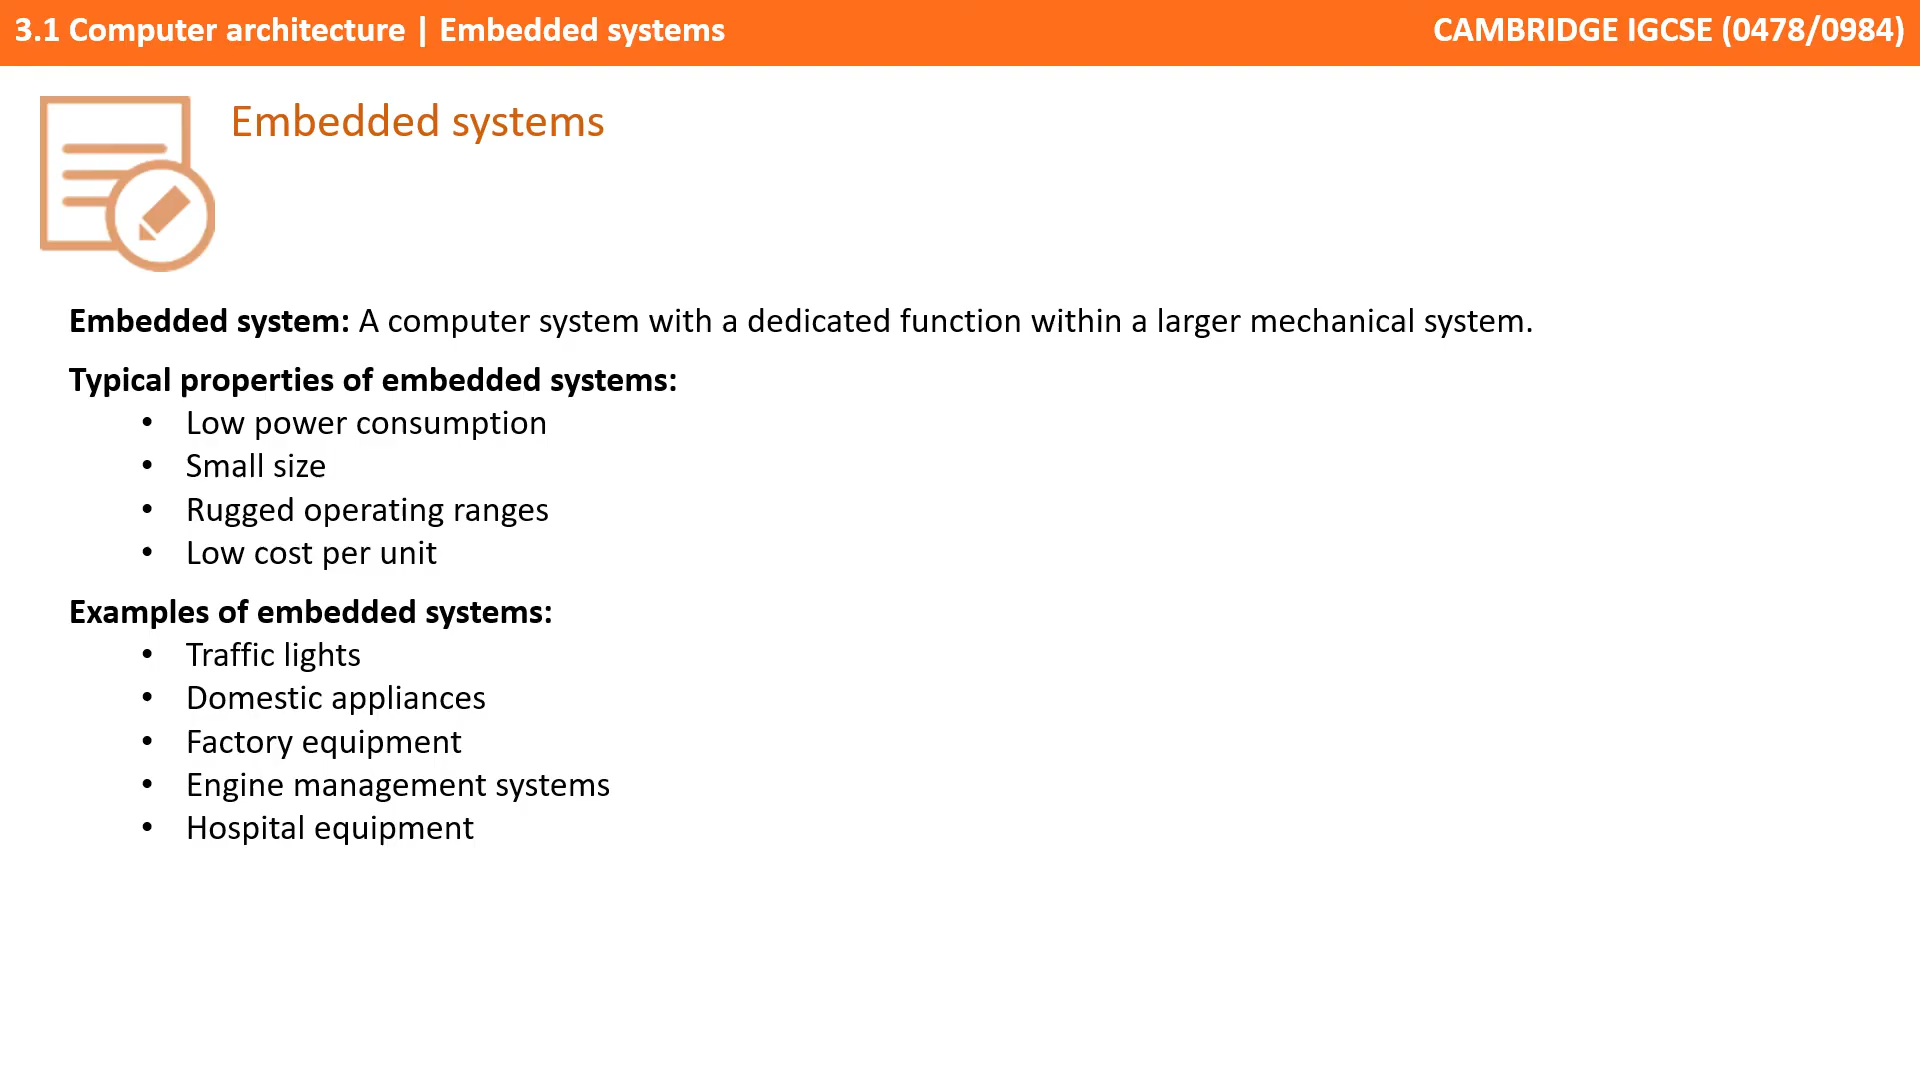 3.1 Computer architecture | Embedded systems
CAMBRIDGE IGCSE (0478/0984)
Embedded systems
Embedded system: A computer system with a dedicated function within a larger mechanical system.
Typical properties of embedded systems:
• Low power consumption
• Small size
• Rugged operating ranges
• Low cost per unit
Examples of embedded systems:
• Traffic lights
• Domestic appliances
• Factory equipment
• Engine management systems
• Hospital equipment